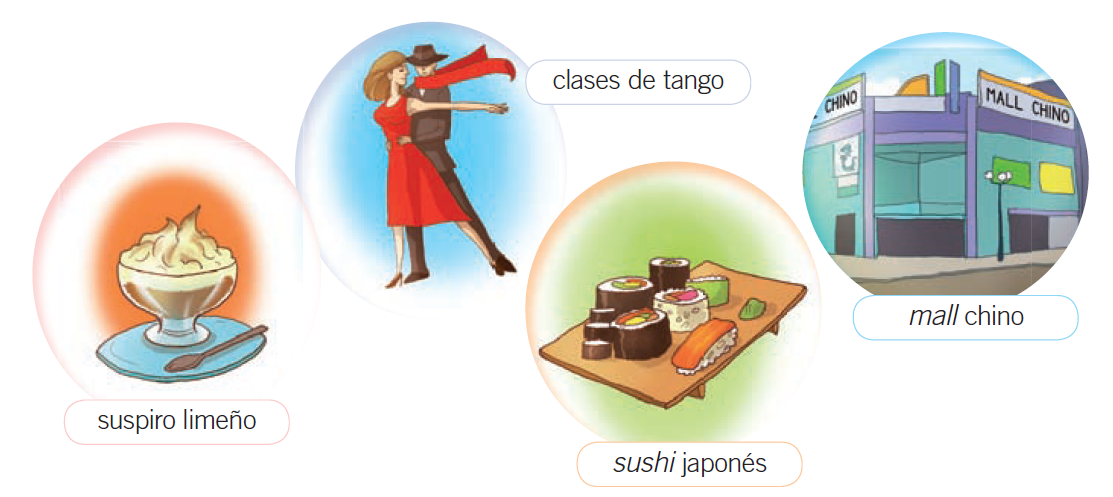 clases de tango
CHINO
MALL CHINO
mall chino
suspiro limeño
sushi japonés